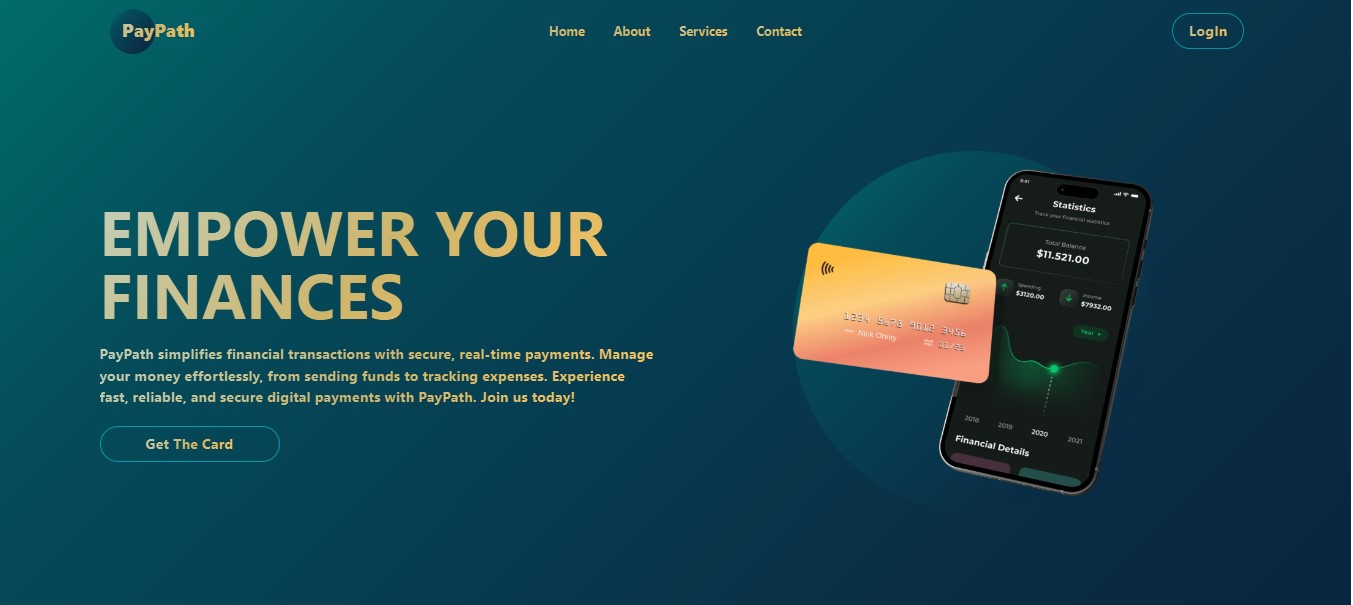 PayPath
Home
About
Services
Contact
LogIn
EMPOWER YOUR
FINANCES
PayPath simplifies financial transactions with secure, real-time payments. Manage
your money effortlessly, from sending funds to tracking expenses. Experience
fast, reliable, and secure digital payments with PayPath. Join us today!
Get The Card
1234 5678 9012 3456
Nick Ohmy
9:41
Statistics
Track your financial statistics
Total Balance
$11.521.00
Spending
$3120.00
Income
$7932.00
Year
2018
2019
2020
2021
Financial Details